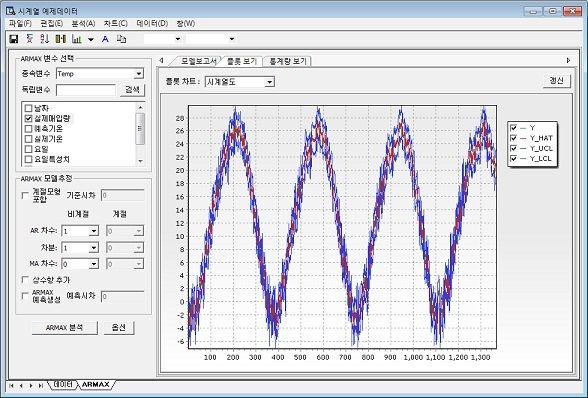 시계열 예제데이터
파일(F) 편집(E) 분석(A) 차트(C) 데이터(D) 창(W)
ARMAX 변수 선택
종속변수 Temp
독립변수 검색
날짜
실제매입량
예측기온
실제기온
요일
요일특성치
ARMAX 모델추정
계절모형 포함 기준시차 0
비계절 계절
AR 차수: 1 0
차분: 1 0
MA 차수: 0 0
상수항 추가
ARMAX 예측생성 예측시차 0
ARMAX 분석 옵션
모델보고서 플롯 보기 통계량 보기
플롯 차트: 시계열도 갱신
28
26
24
22
20
18
16
14
12
10
8
6
4
2
0
-2
-4
-6
100 200 300 400 500 600 700 800 900 1,000 1,100 1,200 1,300
Y
Y_HAT
Y_UCL
Y_LCL
데이터 ARMAX